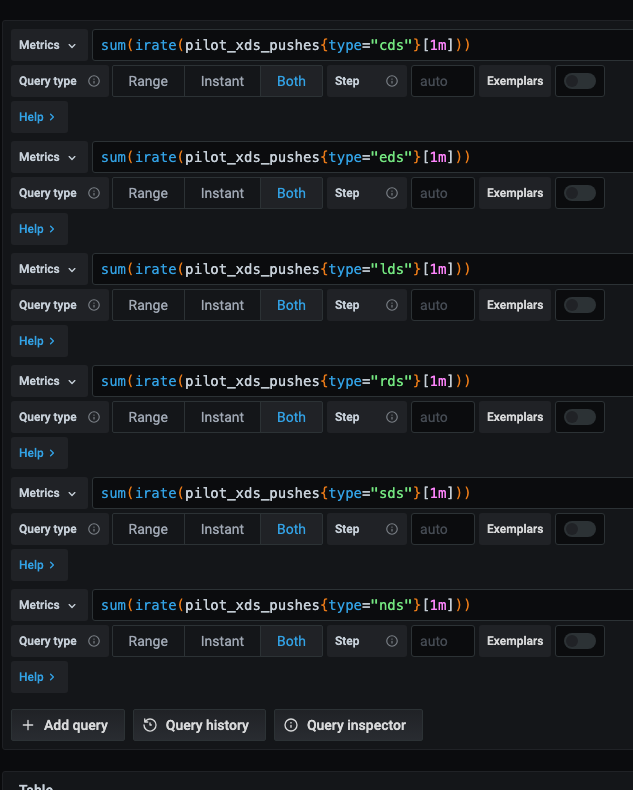 Metrics sum(irate(pilot_xds_pushes{type="cds"}[1m]))
Query type Range Instant Both Step auto Exemplars
Help >
Metrics sum(irate(pilot_xds_pushes{type="eds"}[1m]))
Query type Range Instant Both Step auto Exemplars
Help >
Metrics sum(irate(pilot_xds_pushes{type="lds"}[1m]))
Query type Range Instant Both Step auto Exemplars
Help >
Metrics sum(irate(pilot_xds_pushes{type="rds"}[1m]))
Query type Range Instant Both Step auto Exemplars
Help >
Metrics sum(irate(pilot_xds_pushes{type="sds"}[1m]))
Query type Range Instant Both Step auto Exemplars
Help >
Metrics sum(irate(pilot_xds_pushes{type="nds"}[1m]))
Query type Range Instant Both Step auto Exemplars
Help >
+ Add query Query history Query inspector
Table